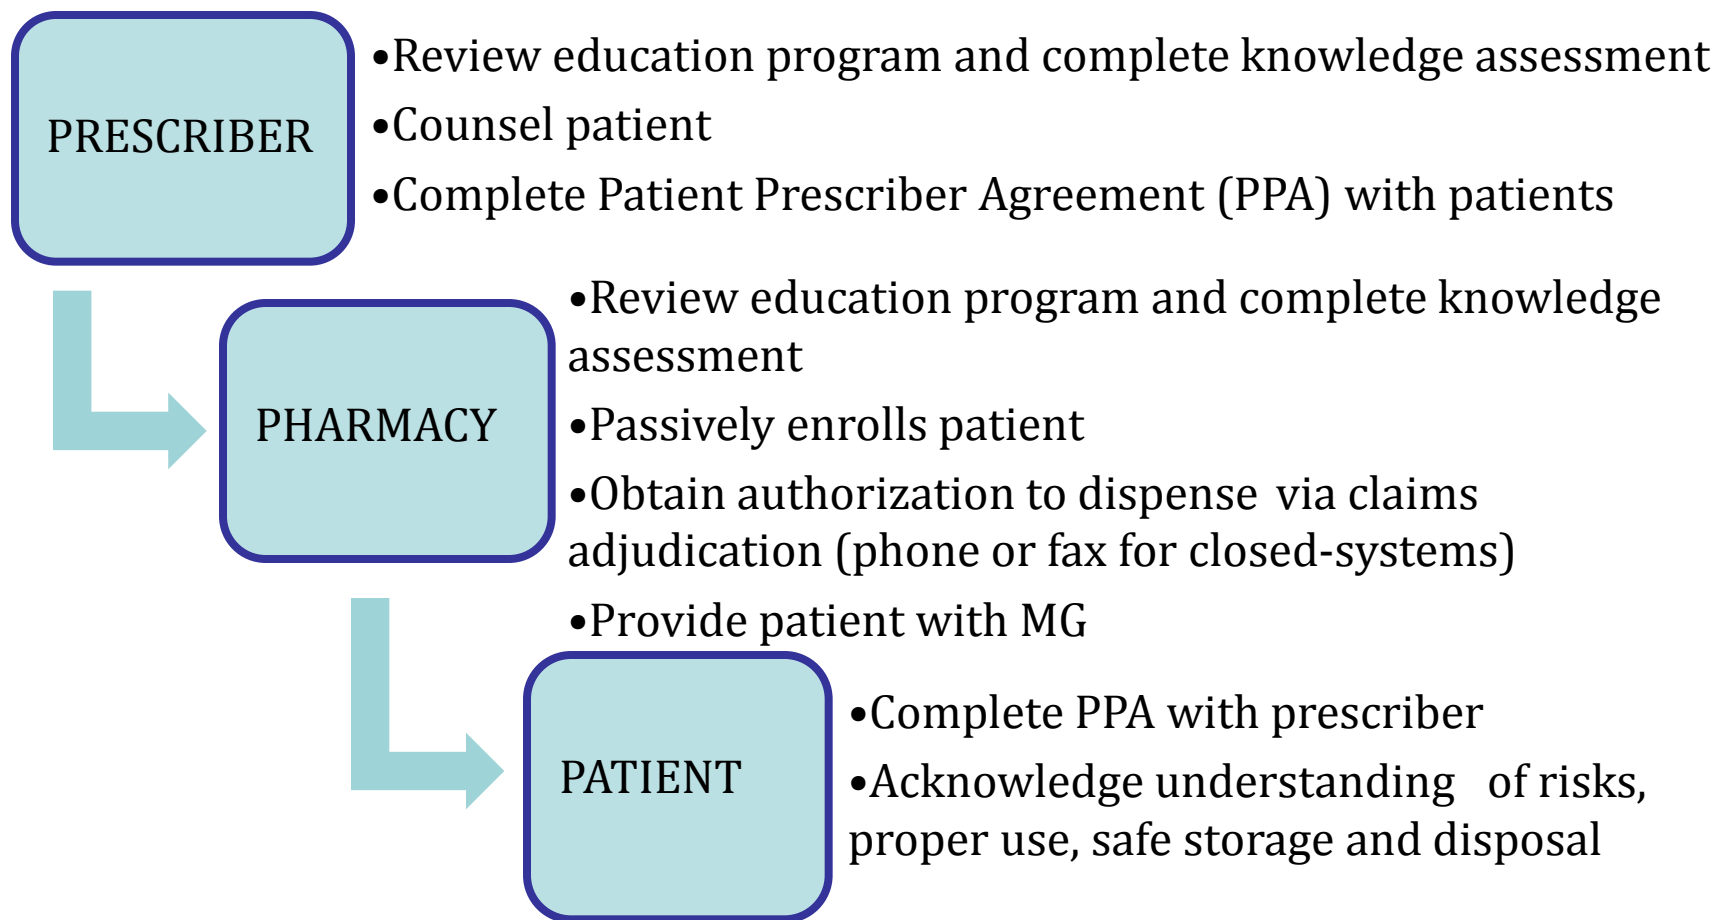 PRESCRIBER
•Review education program and complete knowledge assessment
•Counsel patient
•Complete Patient Prescriber Agreement (PPA) with patients
PHARMACY
•Review education program and complete knowledge
assessment
•Passively enrolls patient
•Obtain authorization to dispense via claims
adjudication (phone or fax for closed-systems)
•Provide patient with MG
PATIENT
•Complete PPA with prescriber
•Acknowledge understanding of risks,
proper use, safe storage and disposal